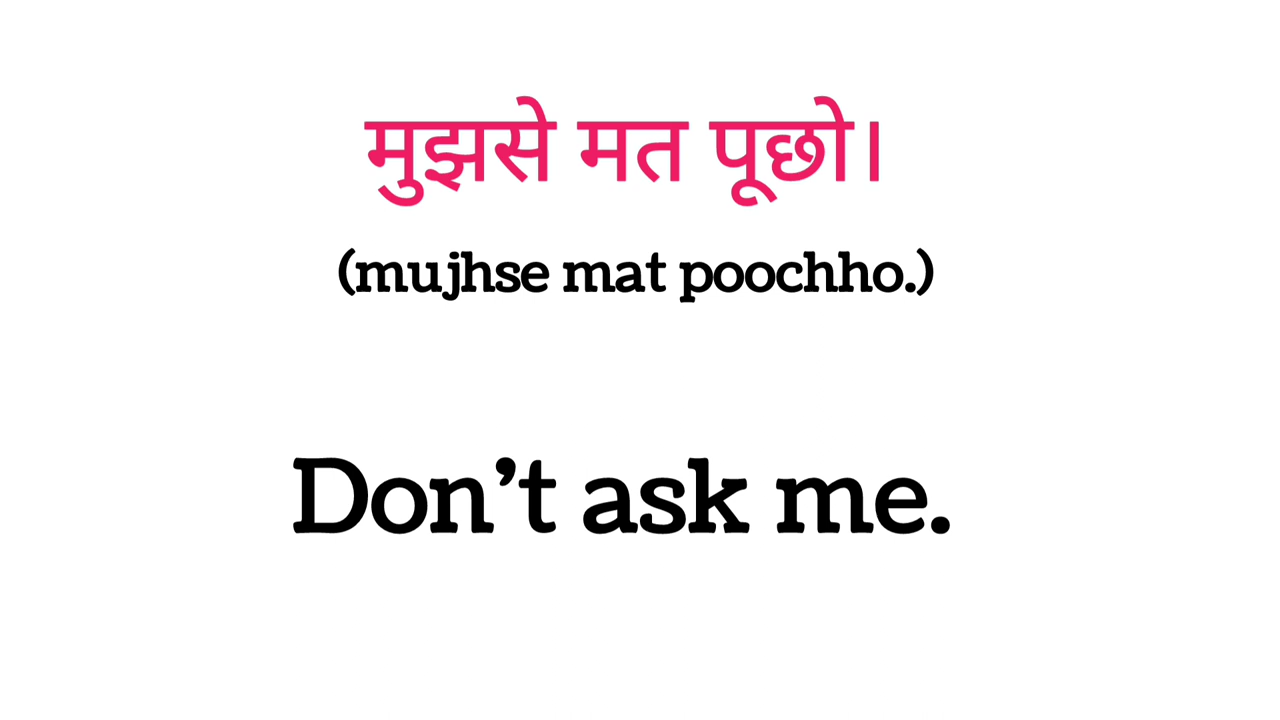 मुझसे मत पूछो।
(mujhse mat poochho.)
Don’t ask me.